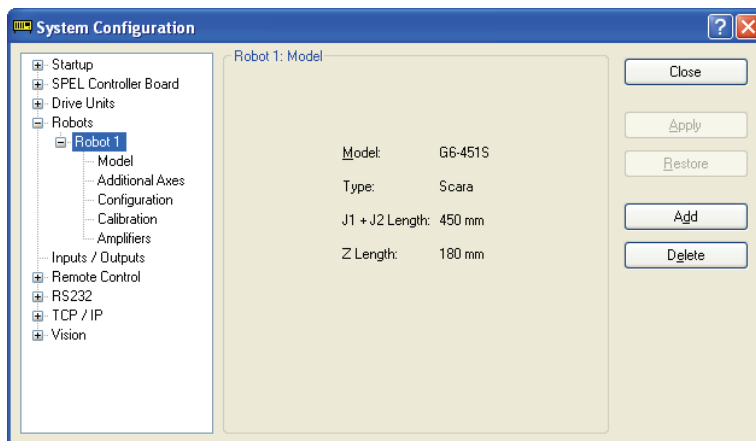 System Configuration
Startup
SPEL Controller Board
Drive Units
Robots
Robot 1
Model
Additional Axes
Configuration
Calibration
Amplifiers
Inputs / Outputs
Remote Control
RS232
TCP / IP
Vision
Robot 1: Model
Model: G6-451S
Type: Scara
J1 + J2 Length: 450 mm
Z Length: 180 mm
Close
Apply
Restore
Add
Delete